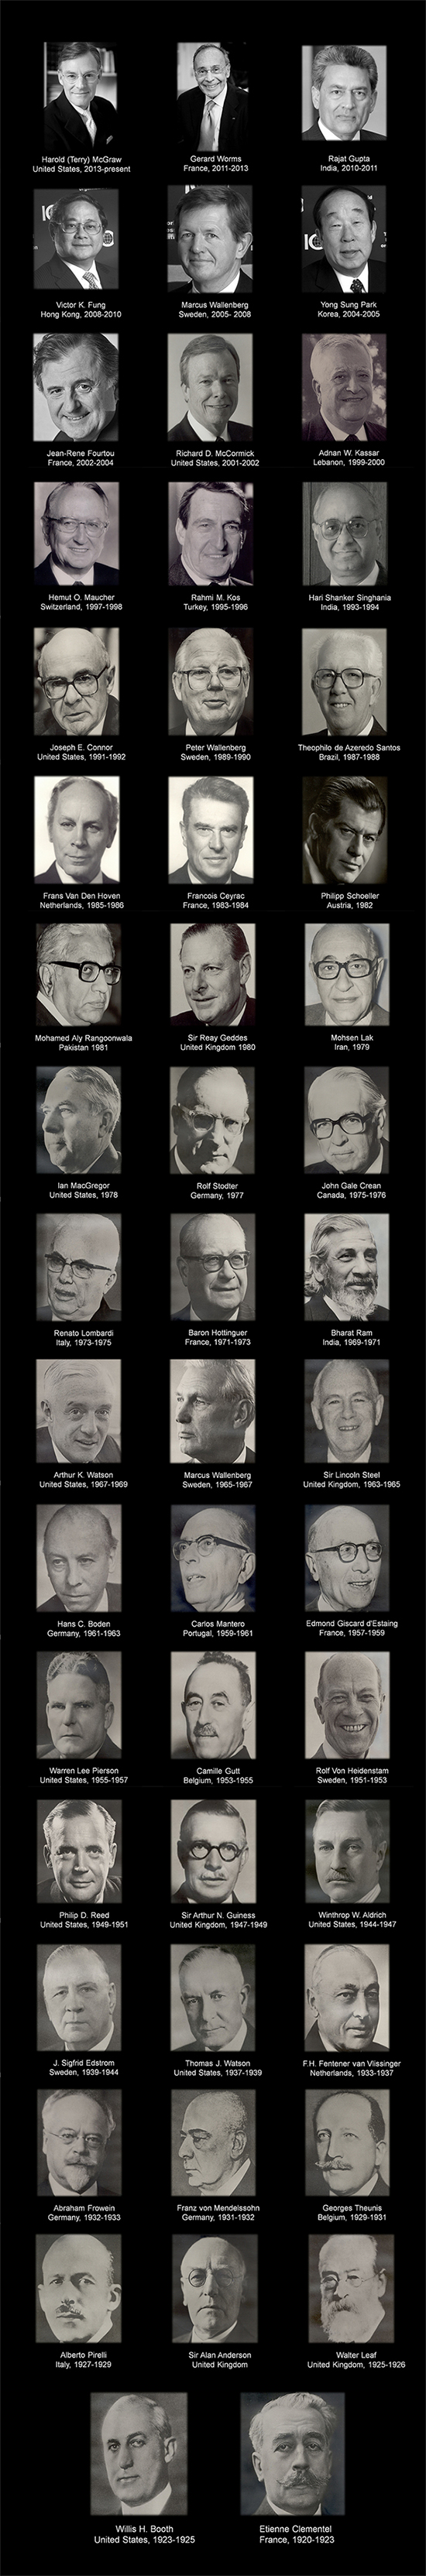 Harold (Terry) McGraw
United States, 2013-present
Gerard Worms
France, 2011-2013
Rajat Gupta
India, 2010-2011
Victor K. Fung
Hong Kong, 2008-2010
Marcus Wallenberg
Sweden, 2005- 2008
Yong Sung Park
Korea, 2004-2005
Jean-Rene Fourtou
France, 2002-2004
Richard D. McCormick
United States, 2001-2002
Adnan W. Kassar
Lebanon, 1999-2000
Hemut O. Maucher
Switzerland, 1997-1998
Rahmi M. Kos
Turkey, 1995-1996
Hari Shanker Singhania
India, 1993-1994
Joseph E. Connor
United States, 1991-1992
Peter Wallenberg
Sweden, 1989-1990
Theophilo de Azeredo Santos
Brazil, 1987-1988
Frans Van Den Hoven
Netherlands, 1985-1986
Francois Ceyrac
France, 1983-1984
Philipp Schoeller
Austria, 1982
Mohamed Aly Rangoonwala
Pakistan 1981
Sir Reay Geddes
United Kingdom 1980
Mohsen Lak
Iran, 1979
Ian MacGregor
United States, 1978
Rolf Stodter
Germany, 1977
John Gale Crean
Canada, 1975-1976
Renato Lombardi
Italy, 1973-1975
Baron Hottinguer
France, 1971-1973
Bharat Ram
India, 1969-1971
Arthur K. Watson
United States, 1967-1969
Marcus Wallenberg
Sweden, 1965-1967
Sir Lincoln Steel
United Kingdom, 1963-1965
Hans C. Boden
Germany, 1961-1963
Carlos Mantero
Portugal, 1959-1961
Edmond Giscard d'Estaing
France, 1957-1959
Warren Lee Pierson
United States, 1955-1957
Camille Gutt
Belgium, 1953-1955
Rolf Von Heidenstam
Sweden, 1951-1953
Philip D. Reed
United States, 1949-1951
Sir Arthur N. Guiness
United Kingdom, 1947-1949
Winthrop W. Aldrich
United States, 1944-1947
J. Sigfrid Edstrom
Sweden, 1939-1944
Thomas J. Watson
United States, 1937-1939
F.H. Fentener van Vlissinger
Netherlands, 1933-1937
Abraham Frowein
Germany, 1932-1933
Franz von Mendelssohn
Germany, 1931-1932
Georges Theunis
Belgium, 1929-1931
Alberto Pirelli
Italy, 1927-1929
Sir Alan Anderson
United Kingdom
Walter Leaf
United Kingdom, 1925-1926
Willis H. Booth
United States, 1923-1925
Etienne Clementel
France, 1920-1923